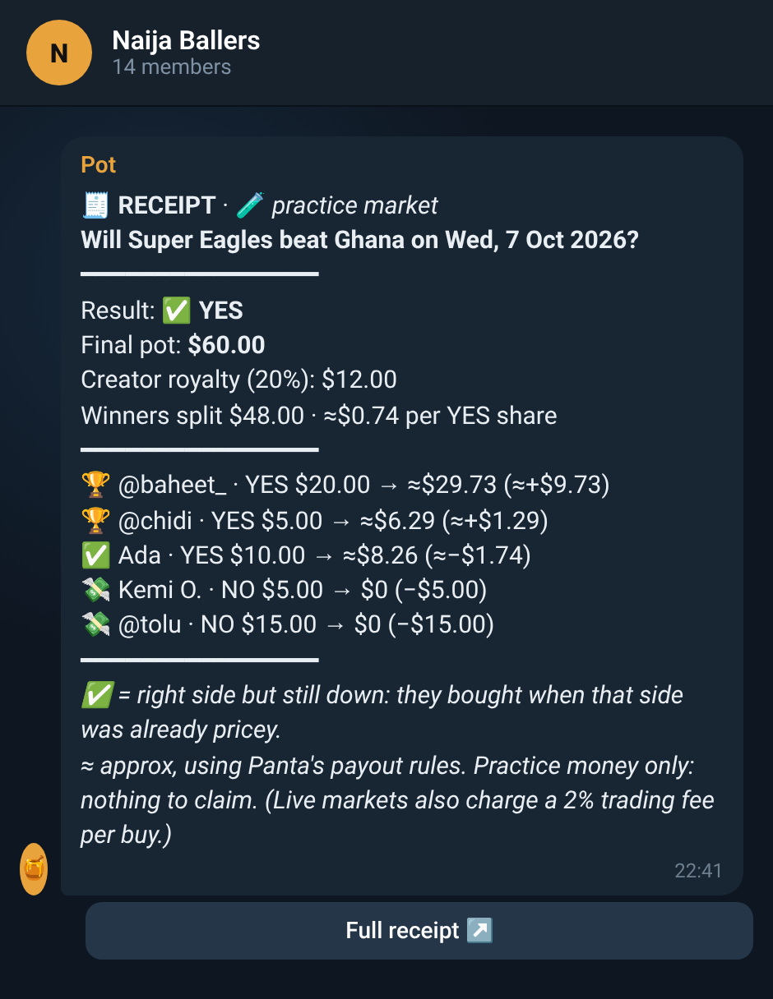 N
Naija Ballers
14 members
Pot
🧾 RECEIPT · 🧪 practice market
Will Super Eagles beat Ghana on Wed, 7 Oct 2026?
Result: ✅ YES
Final pot: $60.00
Creator royalty (20%): $12.00
Winners split $48.00 · ≈$0.74 per YES share
🏆 @baheet_ · YES $20.00 → ≈$29.73 (≈+$9.73)
🏆 @chidi · YES $5.00 → ≈$6.29 (≈+$1.29)
✅ Ada · YES $10.00 → ≈$8.26 (≈−$1.74)
💸 Kemi O. · NO $5.00 → $0 (−$5.00)
💸 @tolu · NO $15.00 → $0 (−$15.00)
✅ = right side but still down: they bought when that side
was already pricey.
≈ approx, using Panta's payout rules. Practice money only:
nothing to claim. (Live markets also charge a 2% trading fee
per buy.)
22:41
Full receipt ↗️